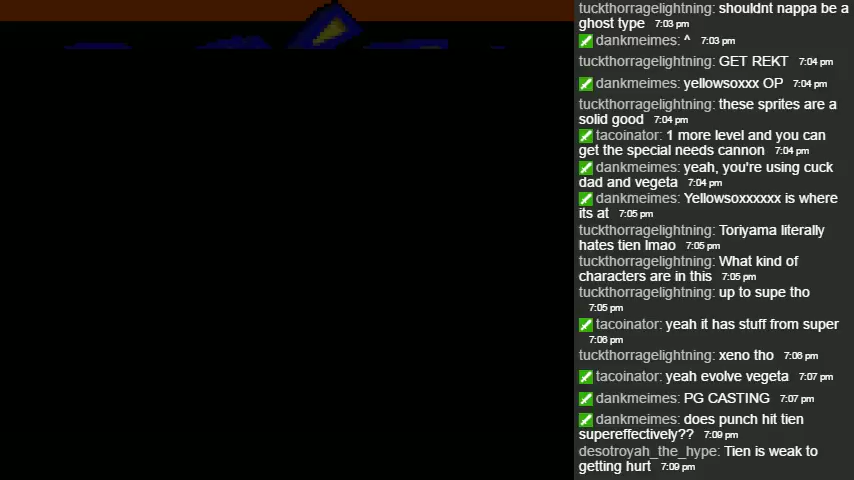 tuckthorragelightning: shouldnt nappa be a
ghost type 7:03 pm
dankmeimes: ^ 7:03 pm
tuckthorragelightning: GET REKT 7:04 pm
dankmeimes: yellowsoxxx OP 7:04 pm
tuckthorragelightning: these sprites are a
solid good 7:04 pm
tacoinator: 1 more level and you can
get the special needs cannon 7:04 pm
dankmeimes: yeah, you're using cuck
dad and vegeta 7:04 pm
dankmeimes: Yellowsoxxxxxx is where
its at 7:05 pm
tuckthorragelightning: Toriyama literally
hates tien lmao 7:05 pm
tuckthorragelightning: What kind of
characters are in this 7:05 pm
tuckthorragelightning: up to supe tho
7:05 pm
tacoinator: yeah it has stuff from super
7:06 pm
tuckthorragelightning: xeno tho 7:06 pm
tacoinator: yeah evolve vegeta 7:07 pm
dankmeimes: PG CASTING 7:07 pm
dankmeimes: does punch hit tien
supereffectively?? 7:09 pm
desotroyah_the_hype: Tien is weak to
getting hurt 7:09 pm